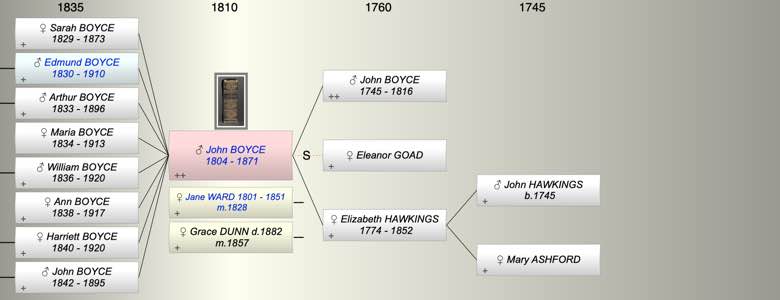 1835
1810
1760
1745
♀ Sarah BOYCE
1829 - 1873
+
♂ Edmund BOYCE
1830 - 1910
+
♂ Arthur BOYCE
1833 - 1896
+
♀ Maria BOYCE
1834 - 1913
+
♂ William BOYCE
1836 - 1920
+
♀ Ann BOYCE
1838 - 1917
+
♀ Harriett BOYCE
1840 - 1920
+
♂ John BOYCE
1842 - 1895
+
♂ John BOYCE
1804 - 1871
++
♀ Jane WARD 1801 - 1851
m.1828
+
♀ Grace DUNN d.1882
m.1857
+
S
♂ John BOYCE
1745 - 1816
++
♀ Eleanor GOAD
+
♀ Elizabeth HAWKINGS
1774 - 1852
+
♂ John HAWKINGS
b.1745
+
♀ Mary ASHFORD
+